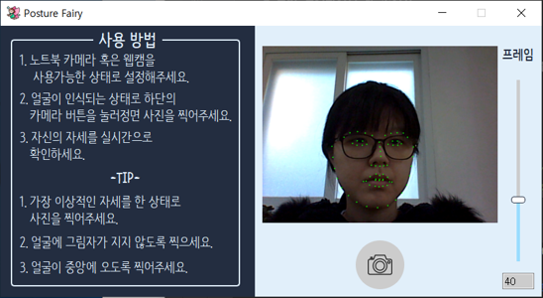 Posture Fairy
사용 방법
1. 노트북 카메라 혹은 웹캠을
사용가능한 상태로 설정해주세요.
2. 얼굴이 인식되는 상태로 하단의
카메라 버튼을 눌러정면 사진을 찍어주세요.
3. 자신의 자세를 실시간으로
확인하세요.
-TIP-
1. 가장 이상적인 자세를 한 상태로
사진을 찍어주세요.
2. 얼굴에 그림자가 지지 않도록 찍으세요.
3. 얼굴이 중앙에 오도록 찍어주세요.
프레임
40